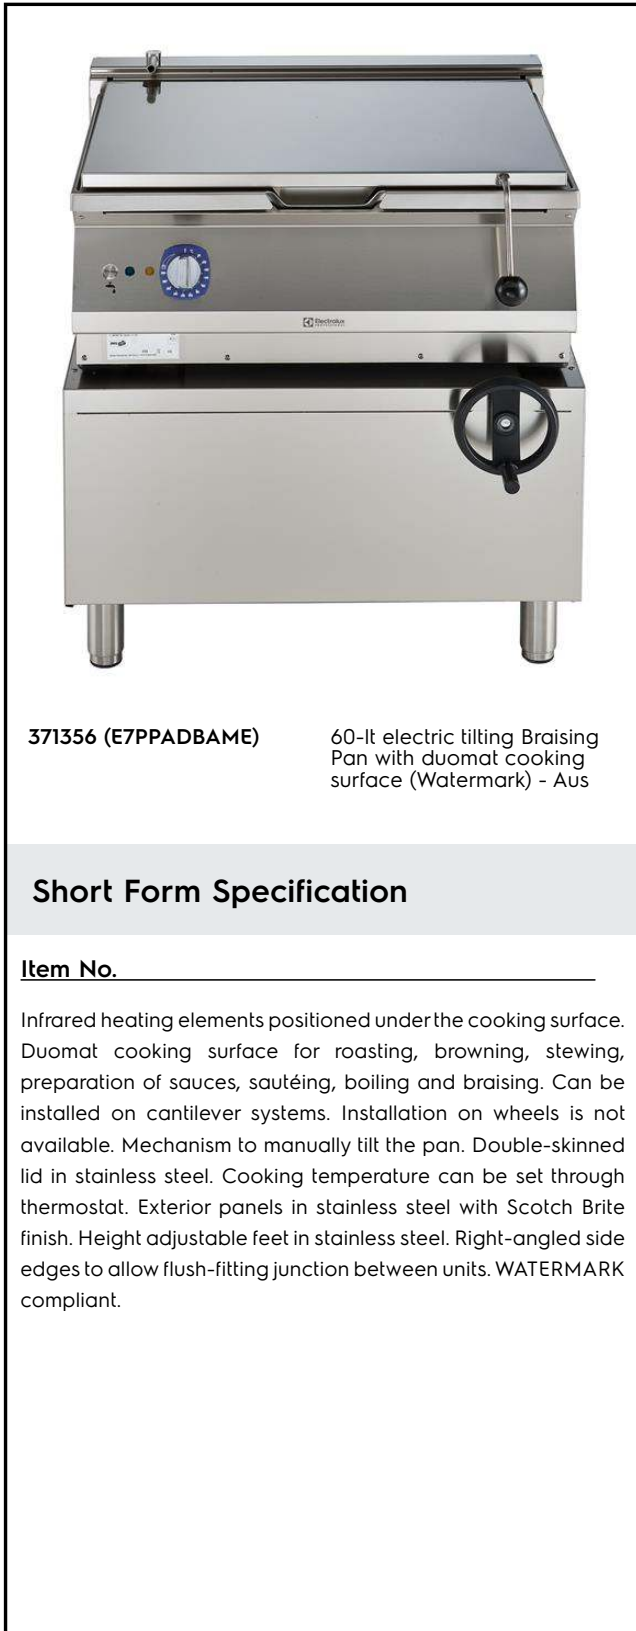 Electrolux
PROFESSIONAL
371356 (E7PPADBAME)
60-lt electric tilting Braising
Pan with duomat cooking
surface (Watermark) - Aus
Short Form Specification
Item No.
Infrared heating elements positioned under the cooking surface.
Duomat cooking surface for roasting, browning, stewing,
preparation of sauces, sautéing, boiling and braising. Can be
installed on cantilever systems. Installation on wheels is not
available. Mechanism to manually tilt the pan. Double-skinned
lid in stainless steel. Cooking temperature can be set through
thermostat. Exterior panels in stainless steel with Scotch Brite
finish. Height adjustable feet in stainless steel. Right-angled side
edges to allow flush-fitting junction between units. WATERMARK
compliant.